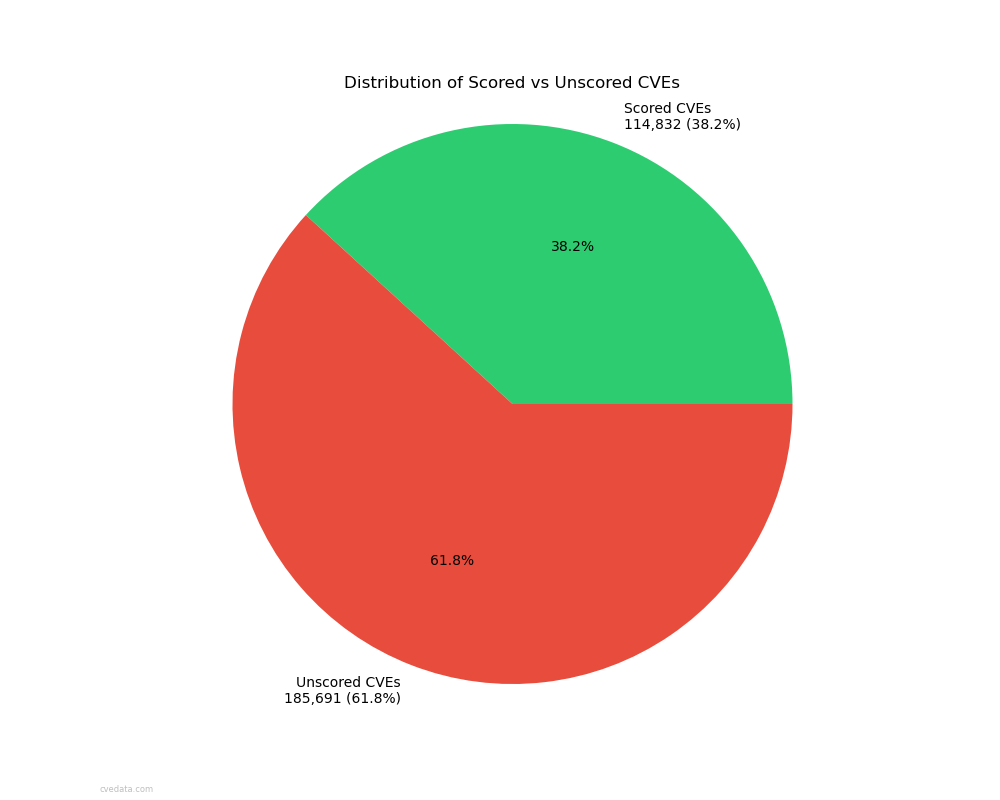 Distribution of Scored vs Unscored CVEs
Scored CVEs
114,832 (38.2%)
38.2%
61.8%
Unscored CVEs
185,691 (61.8%)
cvedata.com